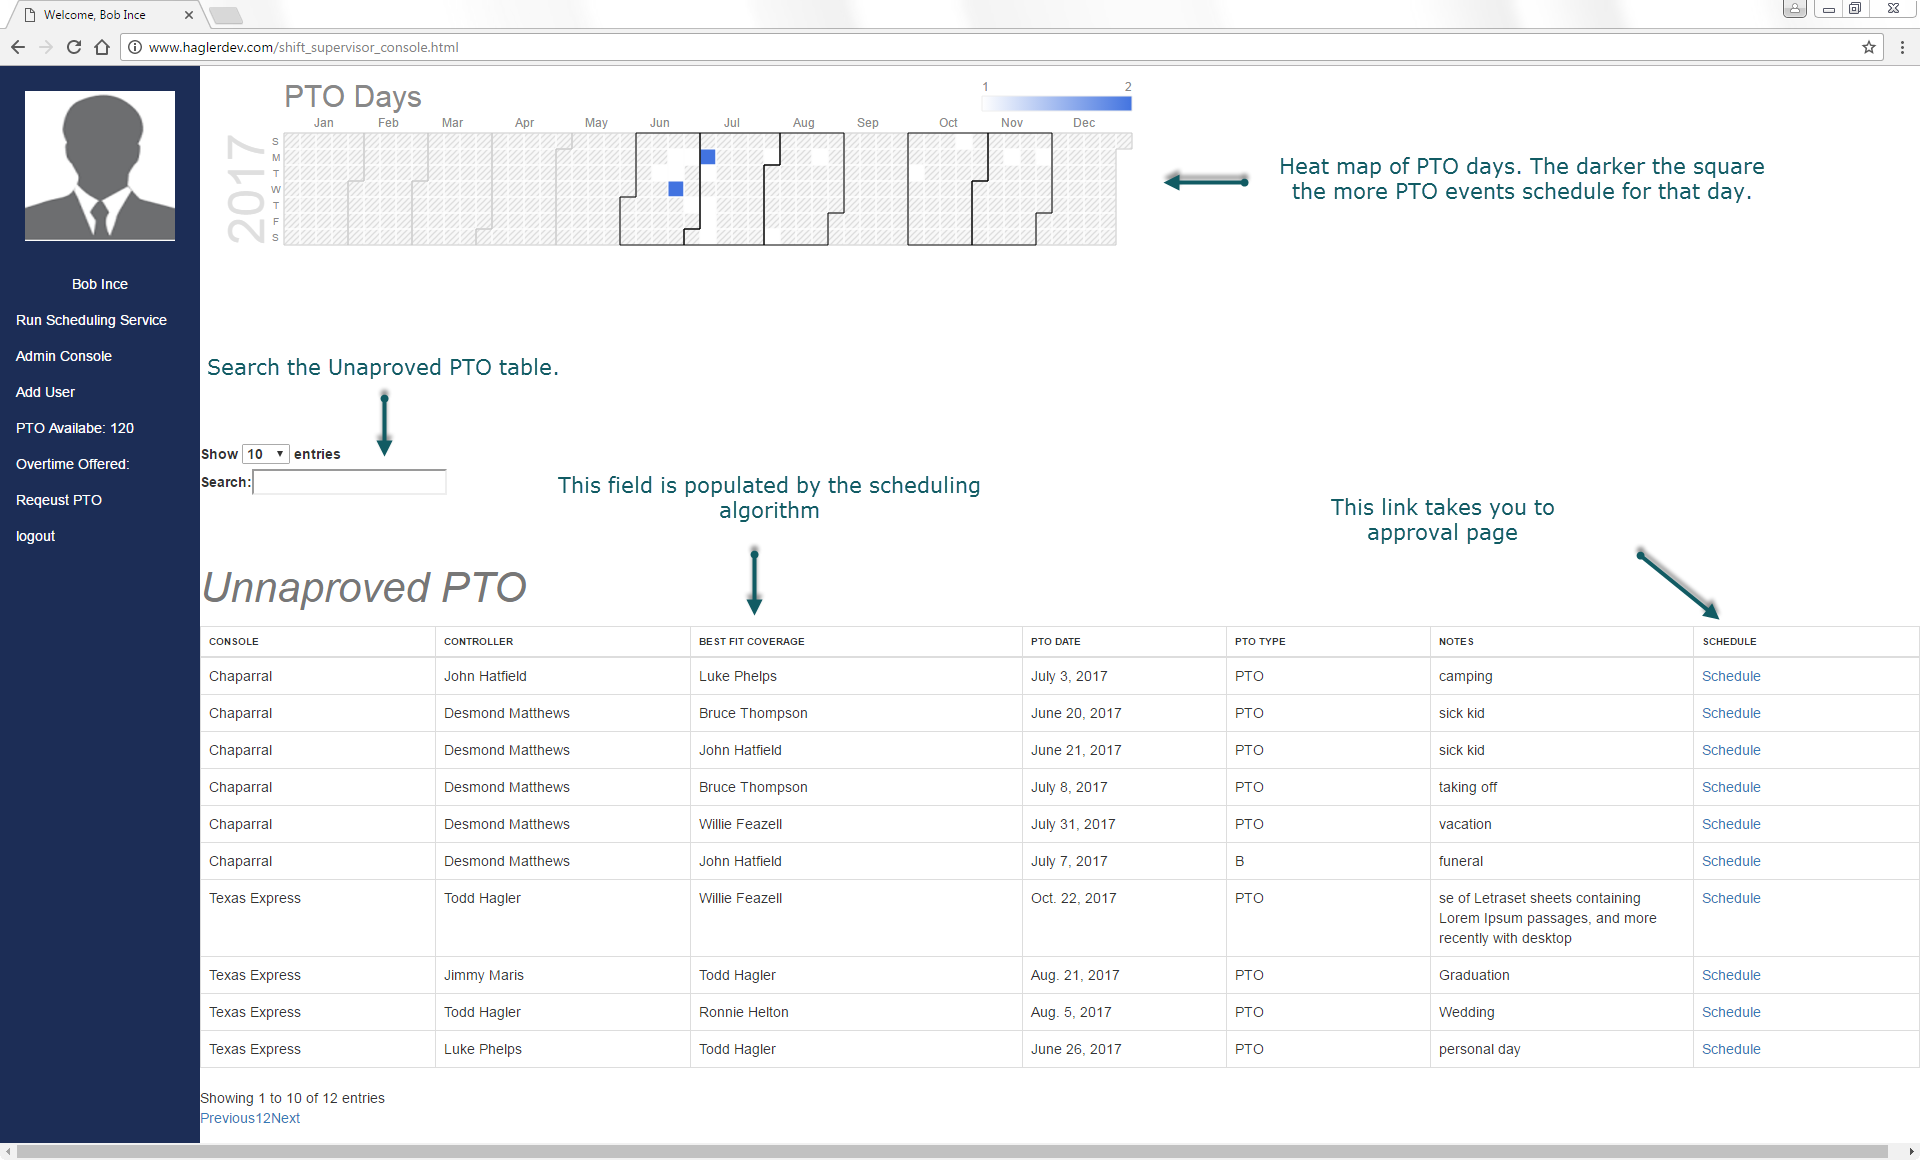 Welcome, Bob Ince
www.haglerdev.com/shift_supervisor_console.html
Bob Ince
Run Scheduling Service
Admin Console
Add User
PTO Availabe: 120
Overtime Offered:
Reqeust PTO
logout
PTO Days
1 2
Jan Feb Mar Apr May Jun Jul Aug Sep Oct Nov Dec
2017
S
M
T
W
T
F
S
Heat map of PTO days. The darker the square
the more PTO events schedule for that day.
Search the Unaproved PTO table.
Show 10 entries
Search:
This field is populated by the scheduling
algorithm
This link takes you to
approval page
Unnaproved PTO
CONSOLE CONTROLLER BEST FIT COVERAGE PTO DATE PTO TYPE NOTES SCHEDULE
Chaparral John Hatfield Luke Phelps July 3, 2017 PTO camping Schedule
Chaparral Desmond Matthews Bruce Thompson June 20, 2017 PTO sick kid Schedule
Chaparral Desmond Matthews John Hatfield June 21, 2017 PTO sick kid Schedule
Chaparral Desmond Matthews Bruce Thompson July 8, 2017 PTO taking off Schedule
Chaparral Desmond Matthews Willie Feazell July 31, 2017 PTO vacation Schedule
Chaparral Desmond Matthews John Hatfield July 7, 2017 B funeral Schedule
Texas Express Todd Hagler Willie Feazell Oct. 22, 2017 PTO se of Letraset sheets containing Schedule
Lorem Ipsum passages, and more
recently with desktop
Texas Express Jimmy Maris Todd Hagler Aug. 21, 2017 PTO Graduation Schedule
Texas Express Todd Hagler Ronnie Helton Aug. 5, 2017 PTO Wedding Schedule
Texas Express Luke Phelps Todd Hagler June 26, 2017 PTO personal day Schedule
Showing 1 to 10 of 12 entries
Previous12Next